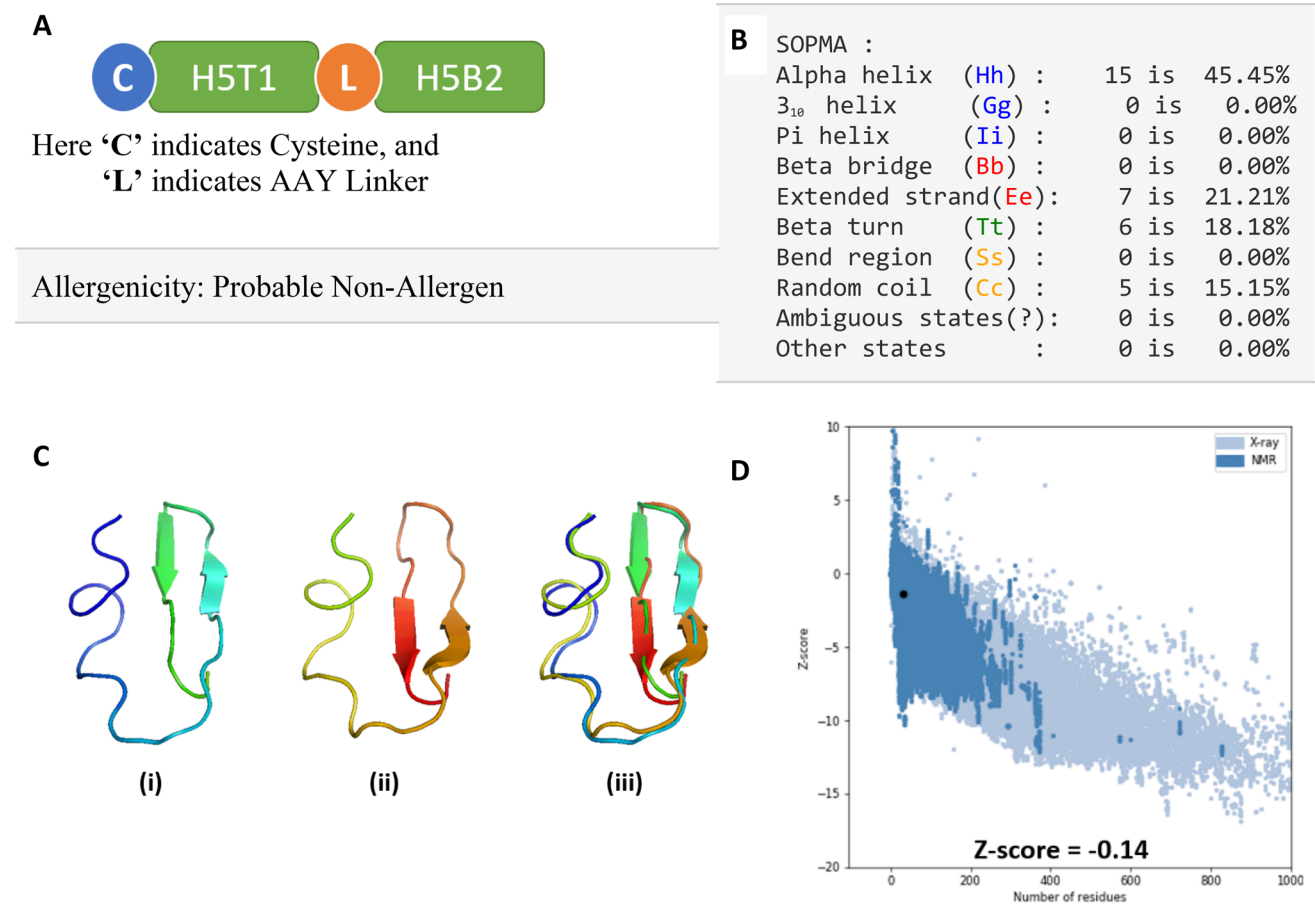 A
C H5T1 L H5B2
Here ‘C’ indicates Cysteine, and
‘L’ indicates AAY Linker
Allergenicity: Probable Non-Allergen
B
SOPMA :
Alpha helix (Hh) : 15 is 45.45%
3₁₀ helix (Gg) : 0 is 0.00%
Pi helix (Ii) : 0 is 0.00%
Beta bridge (Bb) : 0 is 0.00%
Extended strand(Ee): 7 is 21.21%
Beta turn (Tt) : 6 is 18.18%
Bend region (Ss) : 0 is 0.00%
Random coil (Cc) : 5 is 15.15%
Ambiguous states(?): 0 is 0.00%
Other states : 0 is 0.00%
C
(i) (ii) (iii)
D
X-ray
NMR
10
5
0
−5
−10
−15
−20
Z-score
Z-score = -0.14
0 200 400 600 800 1000
Number of residues